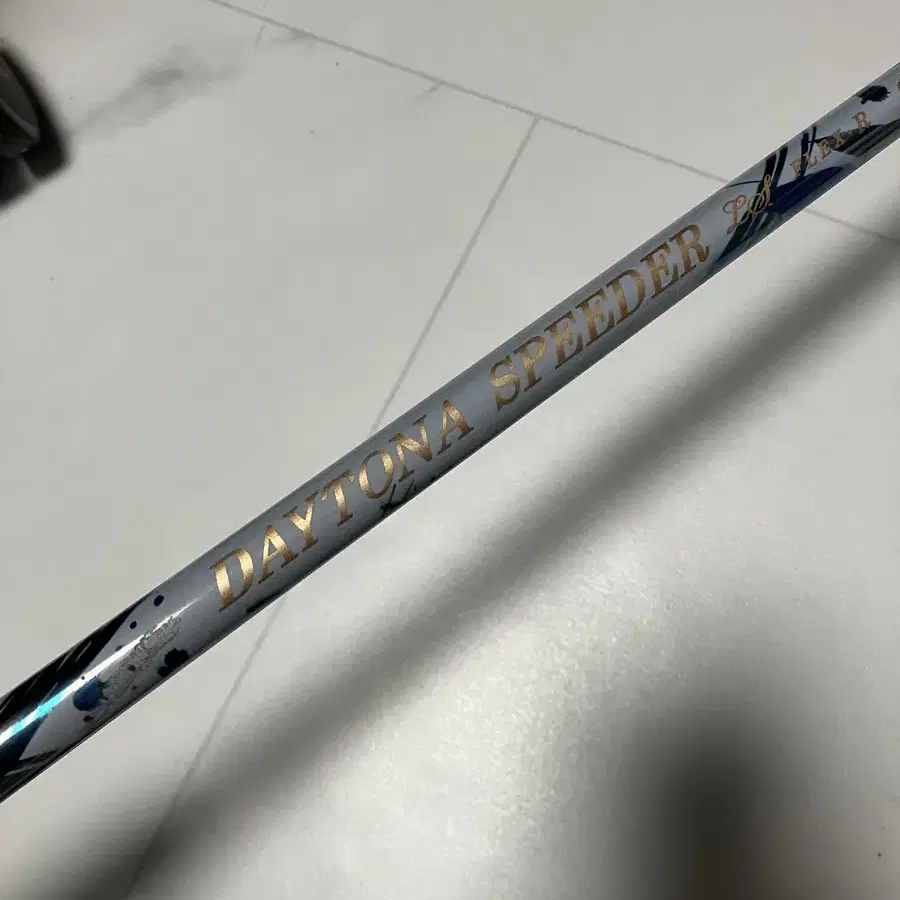 DAYTONA SPEEDER LS FLEX R